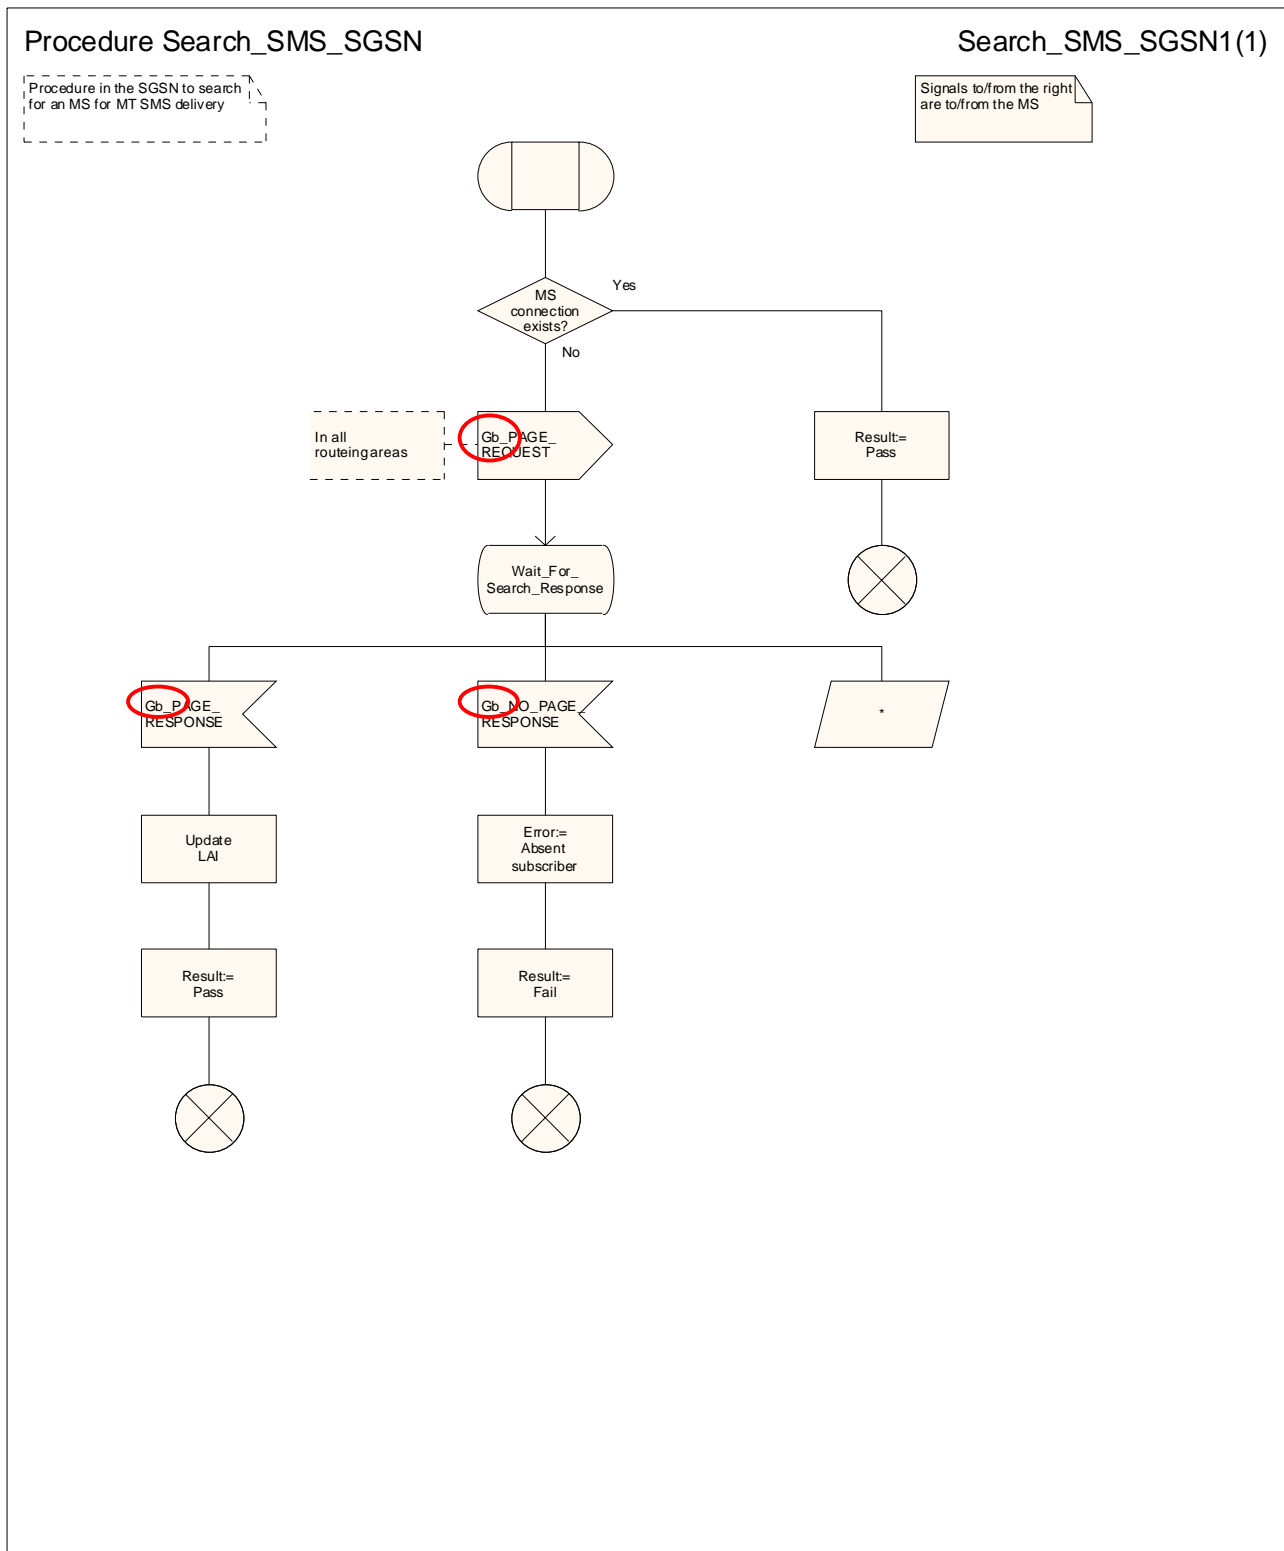 Procedure Search_SMS_SGSN
Search_SMS_SGSN1(1)
Procedure in the SGSN to search
for an MS for MT SMS delivery
Signals to/from the right
are to/from the MS
MS
connection
exists?
Yes
No
In all
routeing areas
Gb_PAGE_
REQUEST
Result:=
Pass
Wait_For_
Search_Response
Gb_PAGE_
RESPONSE
Gb_NO_PAGE_
RESPONSE
*
Update
LAI
Error:=
Absent
subscriber
Result:=
Pass
Result:=
Fail